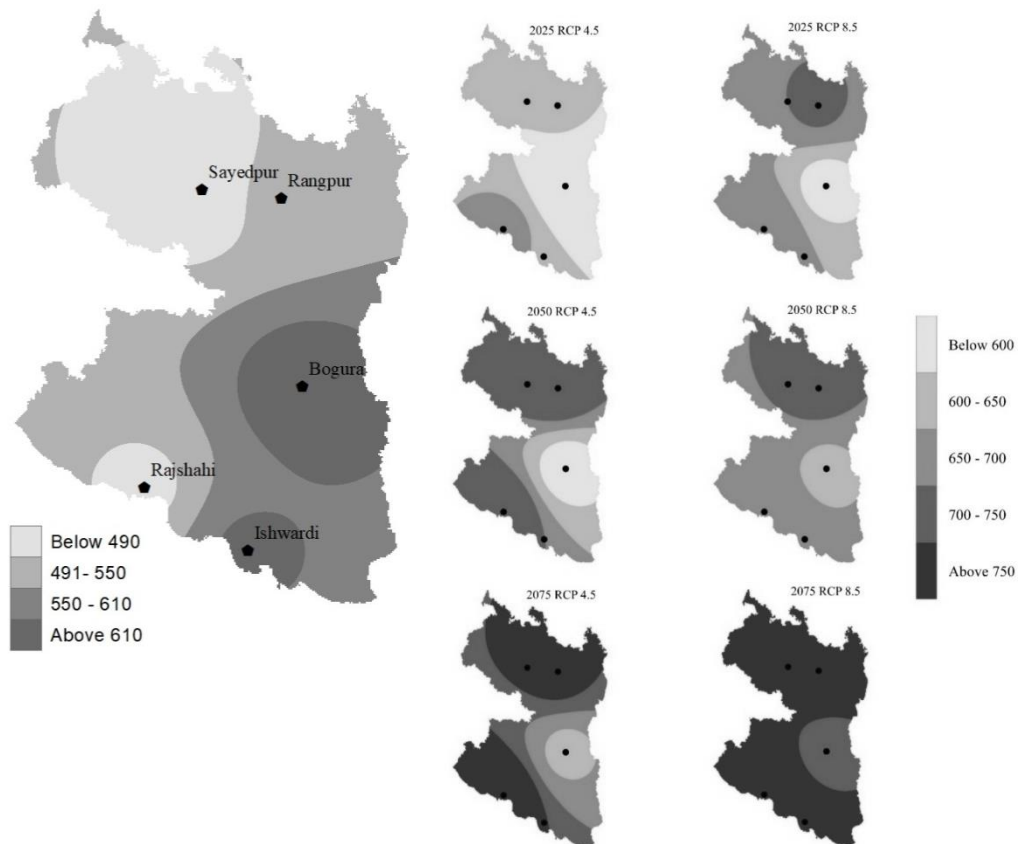 Sayedpur
Rangpur
Bogura
Rajshahi
Ishwardi
Below 490
491- 550
550 - 610
Above 610
2025 RCP 4.5
2025 RCP 8.5
2050 RCP 4.5
2050 RCP 8.5
2075 RCP 4.5
2075 RCP 8.5
Below 600
600 - 650
650 - 700
700 - 750
Above 750